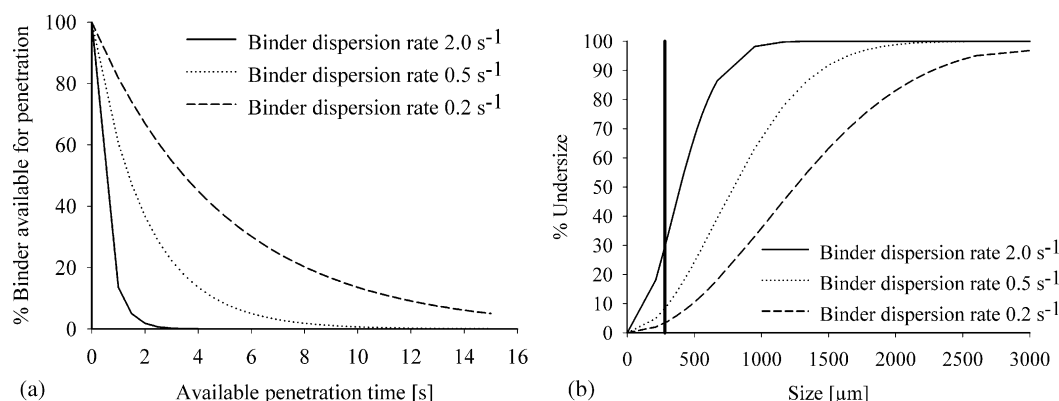 % Binder available for penetration
100
80
60
40
20
0
Binder dispersion rate 2.0 s-1
Binder dispersion rate 0.5 s-1
Binder dispersion rate 0.2 s-1
0 2 4 6 8 10 12 14 16
(a) Available penetration time [s]
% Undersize
100
90
80
70
60
50
40
30
20
10
0
Binder dispersion rate 2.0 s-1
Binder dispersion rate 0.5 s-1
Binder dispersion rate 0.2 s-1
0 500 1000 1500 2000 2500 3000
(b) Size [µm]